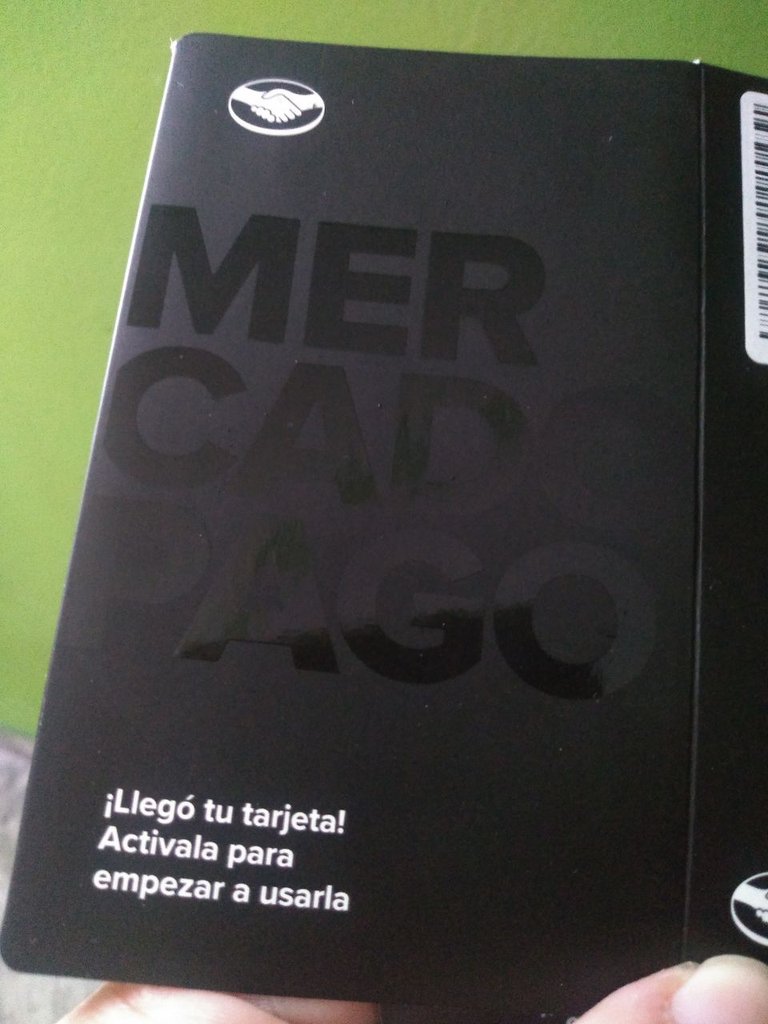 MER
CADO
PAGO
¡Llegó tu tarjeta!
Activala para
empezar a usarla